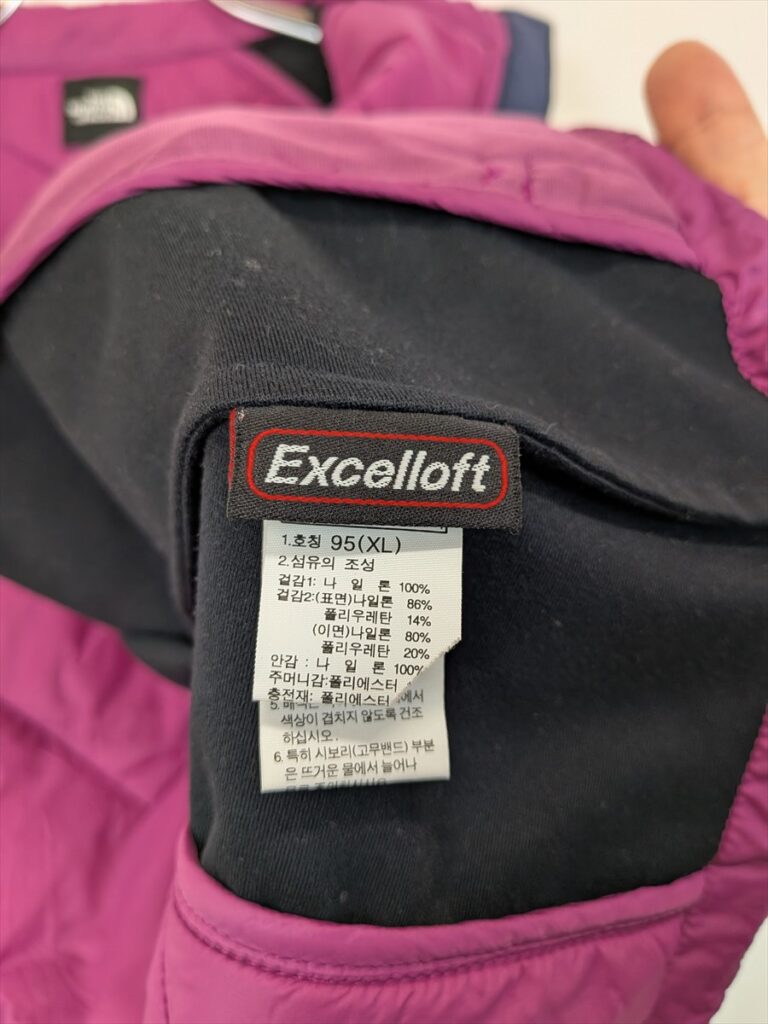 Excelloft
1.호칭 95(XL)
2.섬유의 조성
겉감1: 나 일 론 100%
겉감2:(표면)나일론 86%
폴리우레탄 14%
(이면)나일론 80%
폴리우레탄 20%
안감 : 나 일 론 100%
주머니감:폴리에스터
충전재: 폴리에스터
에서
색상이 겹치지 않도록 건조
하십시오.
6. 특히 시보리(고무밴드) 부분
은 뜨거운 물에서 늘어나